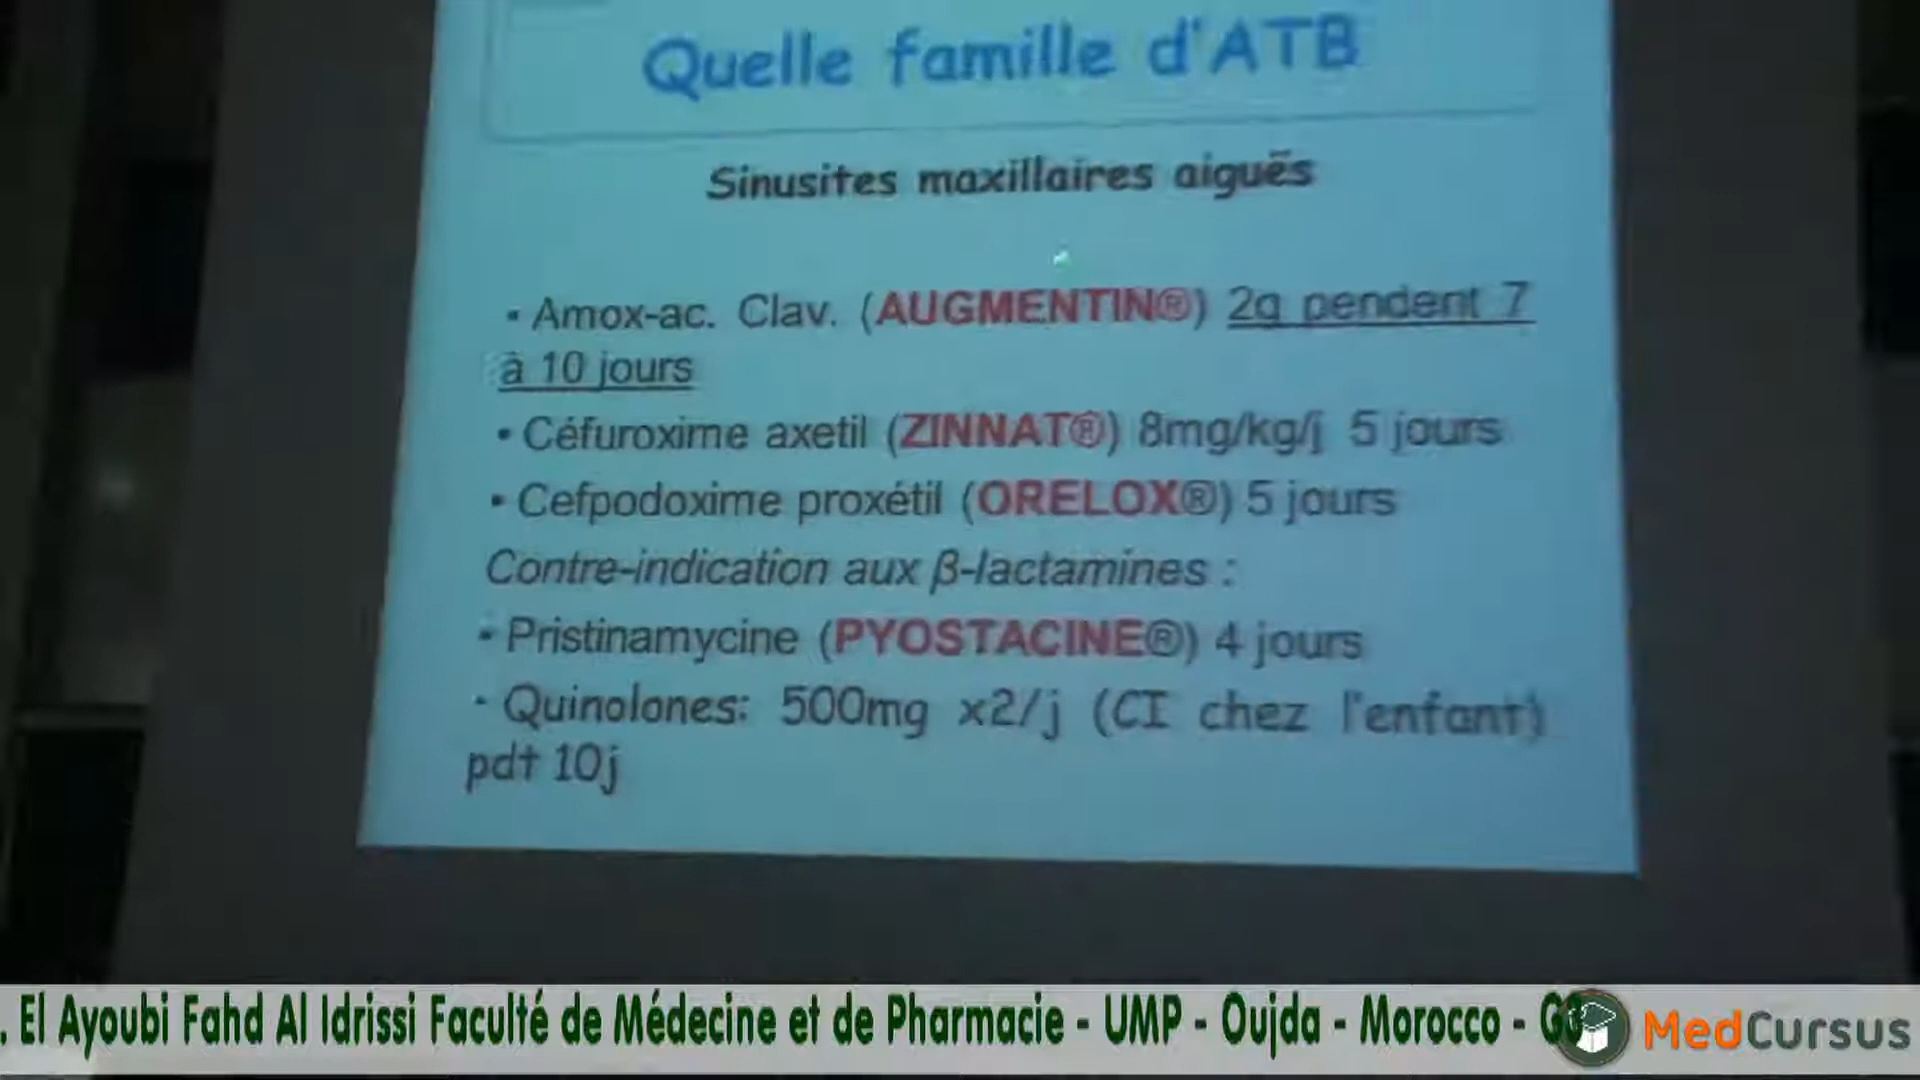 Quelle famille d'ATB
Sinusites maxillaires aiguës
• Amox-ac. Clav. (AUGMENTIN®) 2g pendent 7
à 10 jours
• Céfuroxime axetil (ZINNAT®) 8mg/kg/j 5 jours
• Cefpodoxime proxétil (ORELOX®) 5 jours
Contre-indication aux β-lactamines :
• Pristinamycine (PYOSTACINE®) 4 jours
• Quinolones: 500mg x2/j (CI chez l'enfant)
pdt 10j
. El Ayoubi Fahd Al Idrissi Faculté de Médecine et de Pharmacie - UMP - Oujda - Morocco -
MedCursus